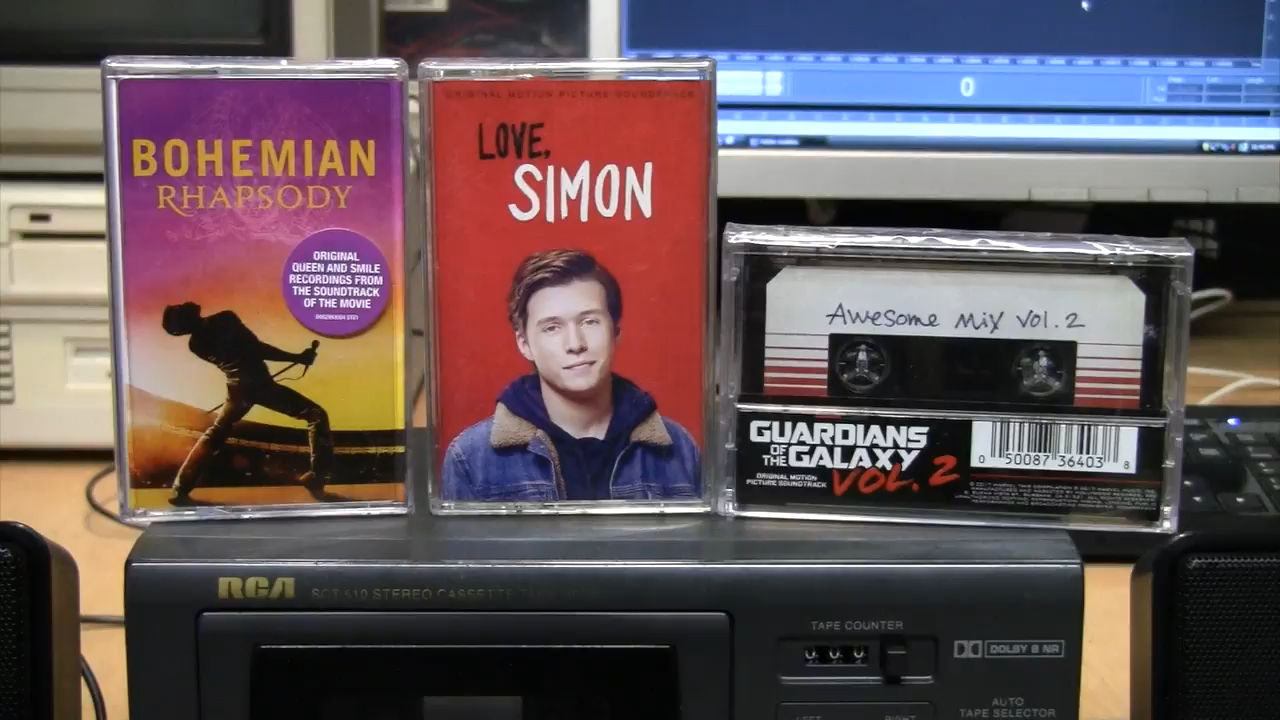 BOHEMIAN
RHAPSODY
ORIGINAL
QUEEN AND SMILE
RECORDINGS FROM
THE SOUNDTRACK
OF THE MOVIE
ORIGINAL MOTION PICTURE SOUNDTRACK
LOVE,
SIMON
Awesome Mix Vol. 2
GUARDIANS
OF THE GALAXY
VOL. 2
ORIGINAL MOTION
PICTURE SOUNDTRACK
0 50087 36403 8
0
RCA
STEREO CASSETTE
TAPE COUNTER
DOLBY B NR
AUTO
TAPE SELECTOR
LEFT RIGHT